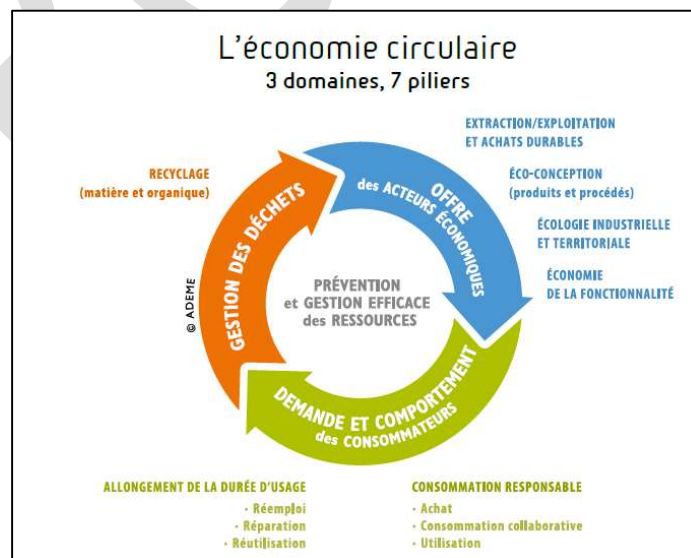 L'économie circulaire
3 domaines, 7 piliers
EXTRACTION/EXPLOITATION
ET ACHATS DURABLES
RECYCLAGE
(matière et organique)
ÉCO-CONCEPTION
(produits et procédés)
ÉCOLOGIE INDUSTRIELLE
ET TERRITORIALE
ÉCONOMIE
DE LA FONCTIONNALITÉ
OFFRE
des ACTEURS ÉCONOMIQUES
GESTION DES DÉCHETS
PRÉVENTION
et GESTION EFFICACE
des RESSOURCES
© ADEME
DEMANDE ET COMPORTEMENT
des CONSOMMATEURS
ALLONGEMENT DE LA DURÉE D'USAGE
• Réemploi
• Réparation
• Réutilisation
CONSOMMATION RESPONSABLE
• Achat
• Consommation collaborative
• Utilisation